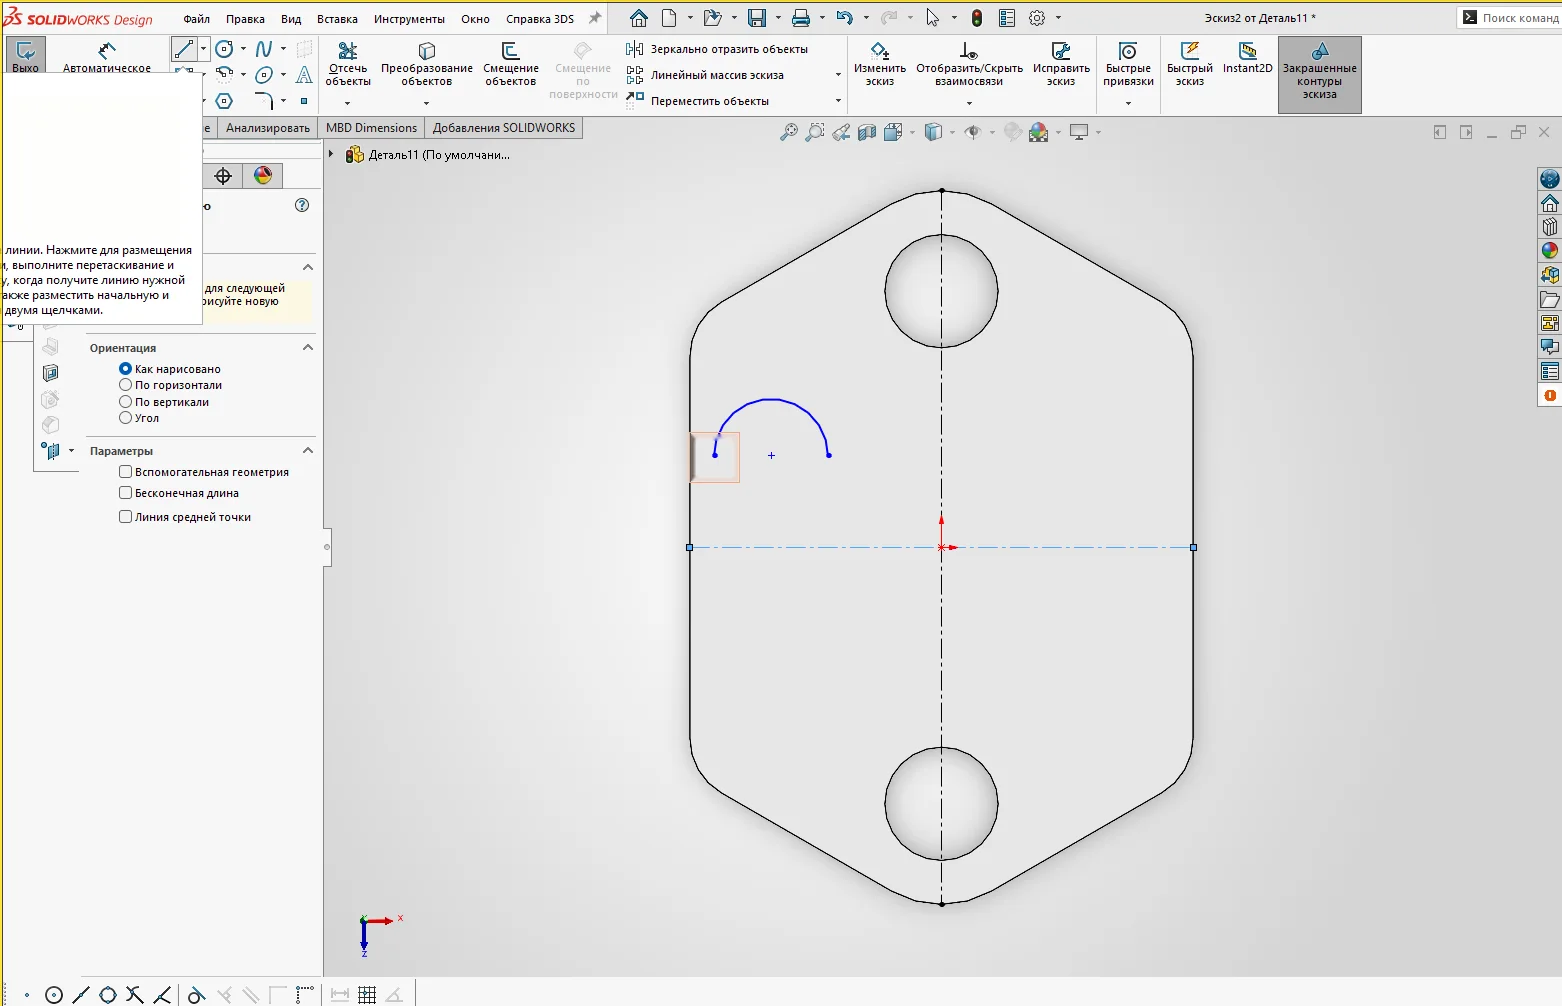 SOLIDWORKS Design
Файл Правка Вид Вставка Инструменты Окно Справка 3DS
Эскиз2 от Деталь11 *
Поиск команд
Выхо
Автоматическое
Отсечь объекты
Преобразование объектов
Смещение объектов
Смещение по поверхности
Зеркально отразить объекты
Линейный массив эскиза
Переместить объекты
Изменить эскиз
Отобразить/Скрыть взаимосвязи
Исправить эскиз
Быстрые привязки
Быстрый эскиз
Instant2D
Закрашенные контуры эскиза
е Анализировать MBD Dimensions Добавления SOLIDWORKS
Деталь11 (По умолчани...
линии. Нажмите для размещения
и, выполните перетаскивание и
у, когда получите линию нужной
акже разместить начальную и
двумя щелчками.
для следующей
рисуйте новую
Ориентация
Как нарисовано
По горизонтали
По вертикали
Угол
Параметры
Вспомогательная геометрия
Бесконечная длина
Линия средней точки
Y
X
Z